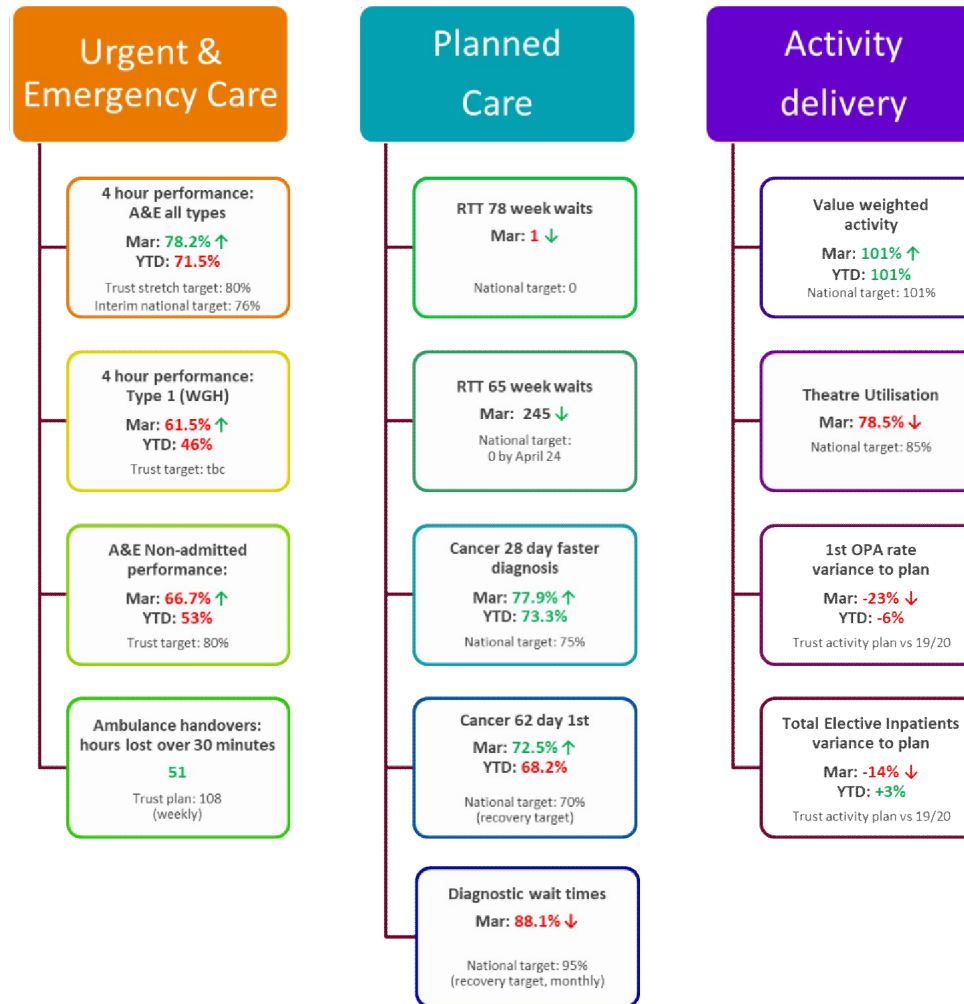 Urgent &
Emergency Care
4 hour performance:
A&E all types
Mar: 78.2% ↑
YTD: 71.5%
Trust stretch target: 80%
Interim national target: 76%
4 hour performance:
Type 1 (WGH)
Mar: 61.5% ↑
YTD: 46%
Trust target: tbc
A&E Non-admitted
performance:
Mar: 66.7% ↑
YTD: 53%
Trust target: 80%
Ambulance handovers:
hours lost over 30 minutes
51
Trust plan: 108
(weekly)
Planned
Care
RTT 78 week waits
Mar: 1 ↓
National target: 0
RTT 65 week waits
Mar: 245 ↓
National target:
0 by April 24
Cancer 28 day faster
diagnosis
Mar: 77.9% ↑
YTD: 73.3%
National target: 75%
Cancer 62 day 1st
Mar: 72.5% ↑
YTD: 68.2%
National target: 70%
(recovery target)
Diagnostic wait times
Mar: 88.1% ↓
National target: 95%
(recovery target, monthly)
Activity
delivery
Value weighted
activity
Mar: 101% ↑
YTD: 101%
National target: 101%
Theatre Utilisation
Mar: 78.5% ↓
National target: 85%
1st OPA rate
variance to plan
Mar: -23% ↓
YTD: -6%
Trust activity plan vs 19/20
Total Elective Inpatients
variance to plan
Mar: -14% ↓
YTD: +3%
Trust activity plan vs 19/20